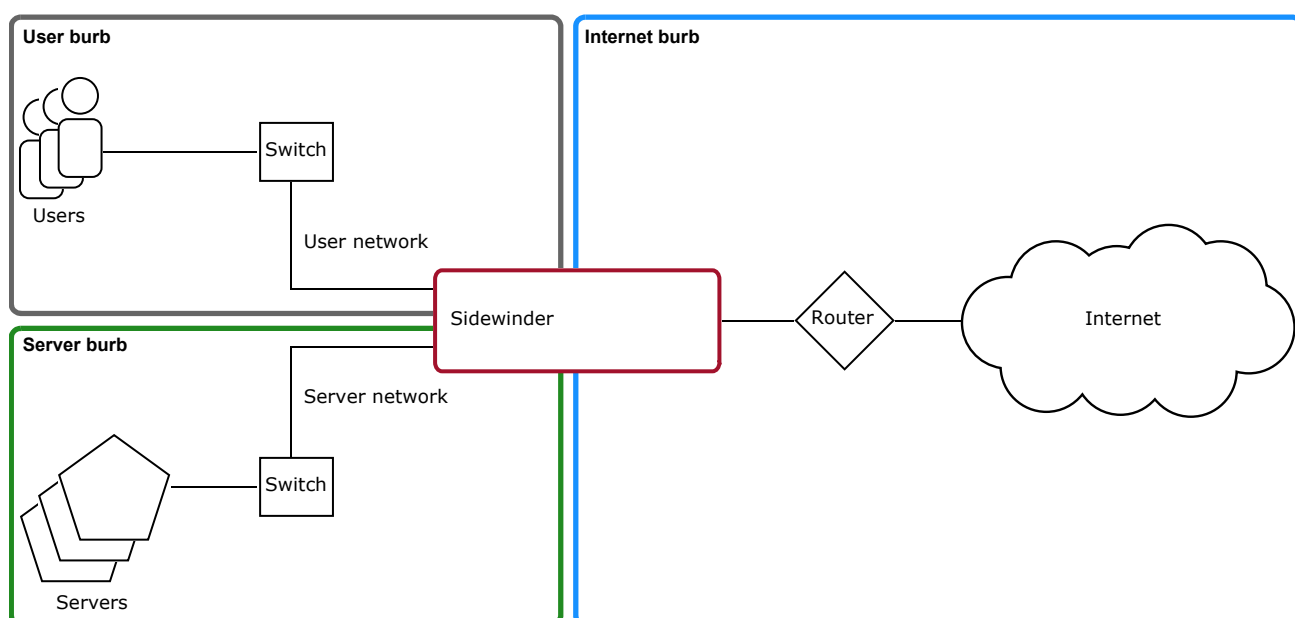 User burb
Internet burb
Switch
Users
User network
Sidewinder
Router
Internet
Server burb
Server network
Switch
Servers